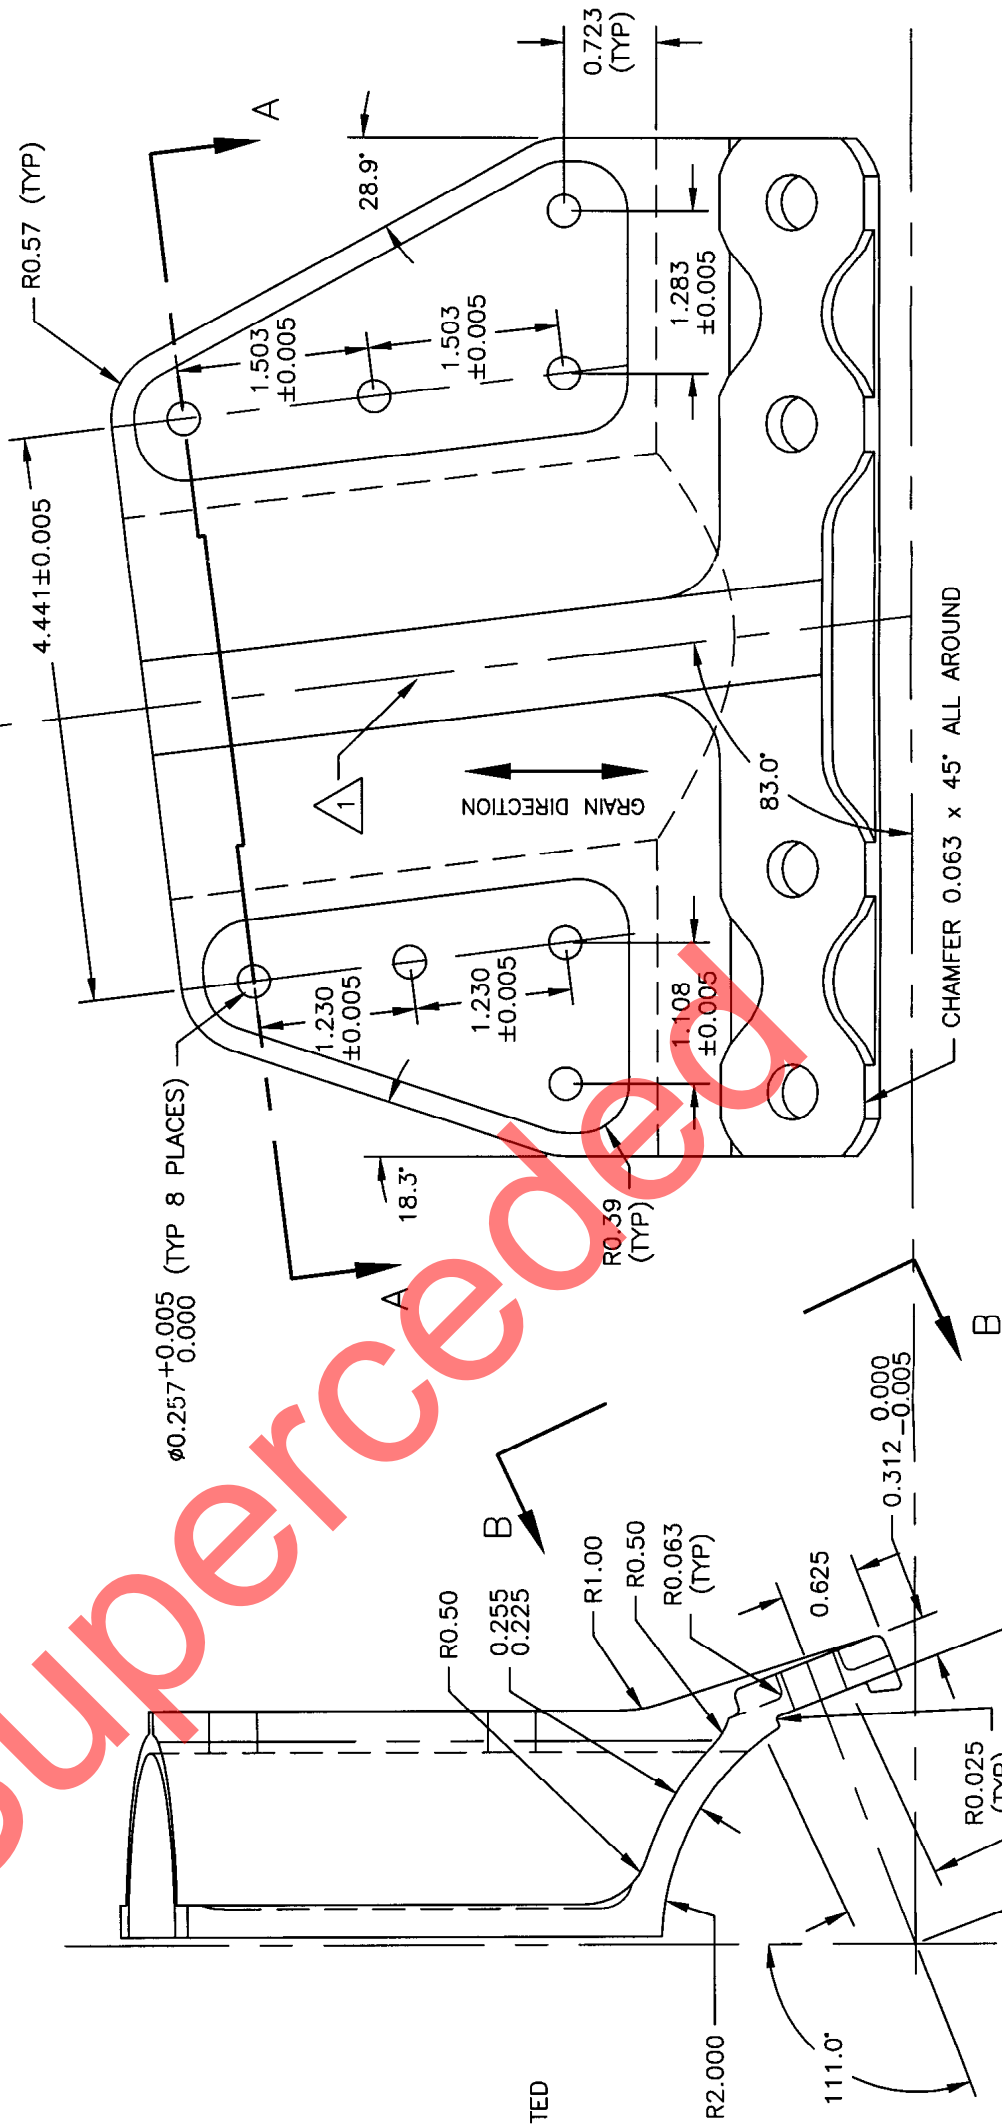 R0.57 (TYP)
A
4.441±0.005
28.9°
0.723
(TYP)
1.503
±0.005
1.503
±0.005
1.283
±0.005
1
GRAIN DIRECTION
83.0°
CHAMFER 0.063 x 45° ALL AROUND
ø0.257+0.005
0.000
(TYP 8 PLACES)
1.230
±0.005
1.230
±0.005
1.108
±0.005
18.3°
R0.39
(TYP)
A
B
B
R0.50
0.255
0.225
R1.00
R0.50
R0.063
(TYP)
0.625
0.312
0.000
-0.005
R0.025
(TYP)
R2.000
111.0°
TED
Superceded